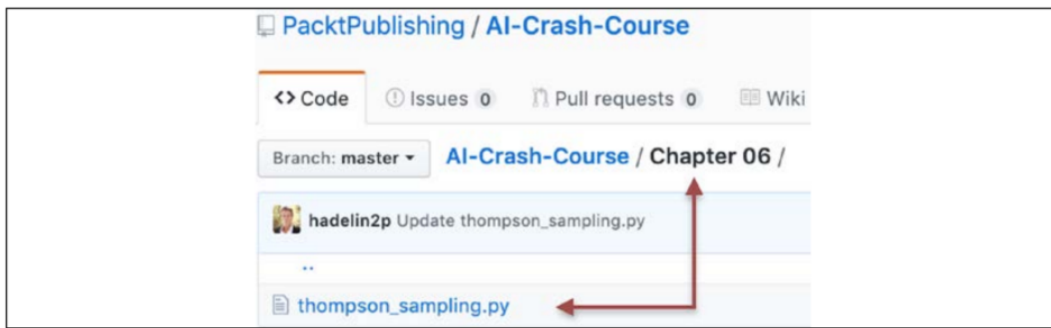 PacktPublishing / AI-Crash-Course
<> Code Issues 0 Pull requests 0 Wiki
Branch: master AI-Crash-Course / Chapter 06 /
hadelin2p Update thompson_sampling.py
..
thompson_sampling.py